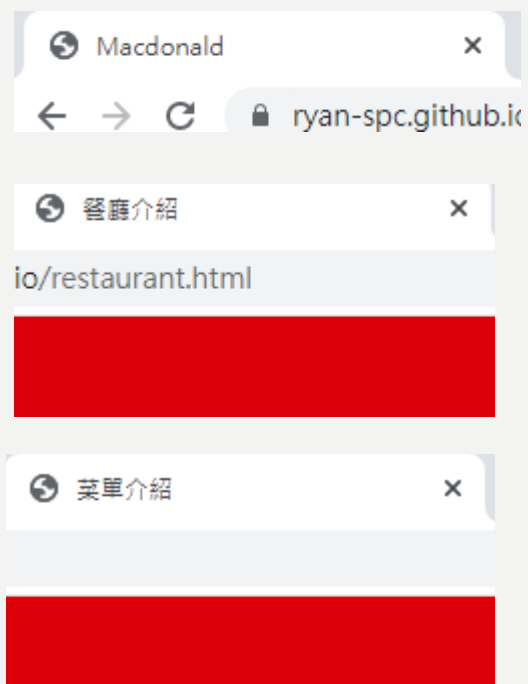 Macdonald
ryan-spc.github.io
餐廳介紹
io/restaurant.html
菜單介紹